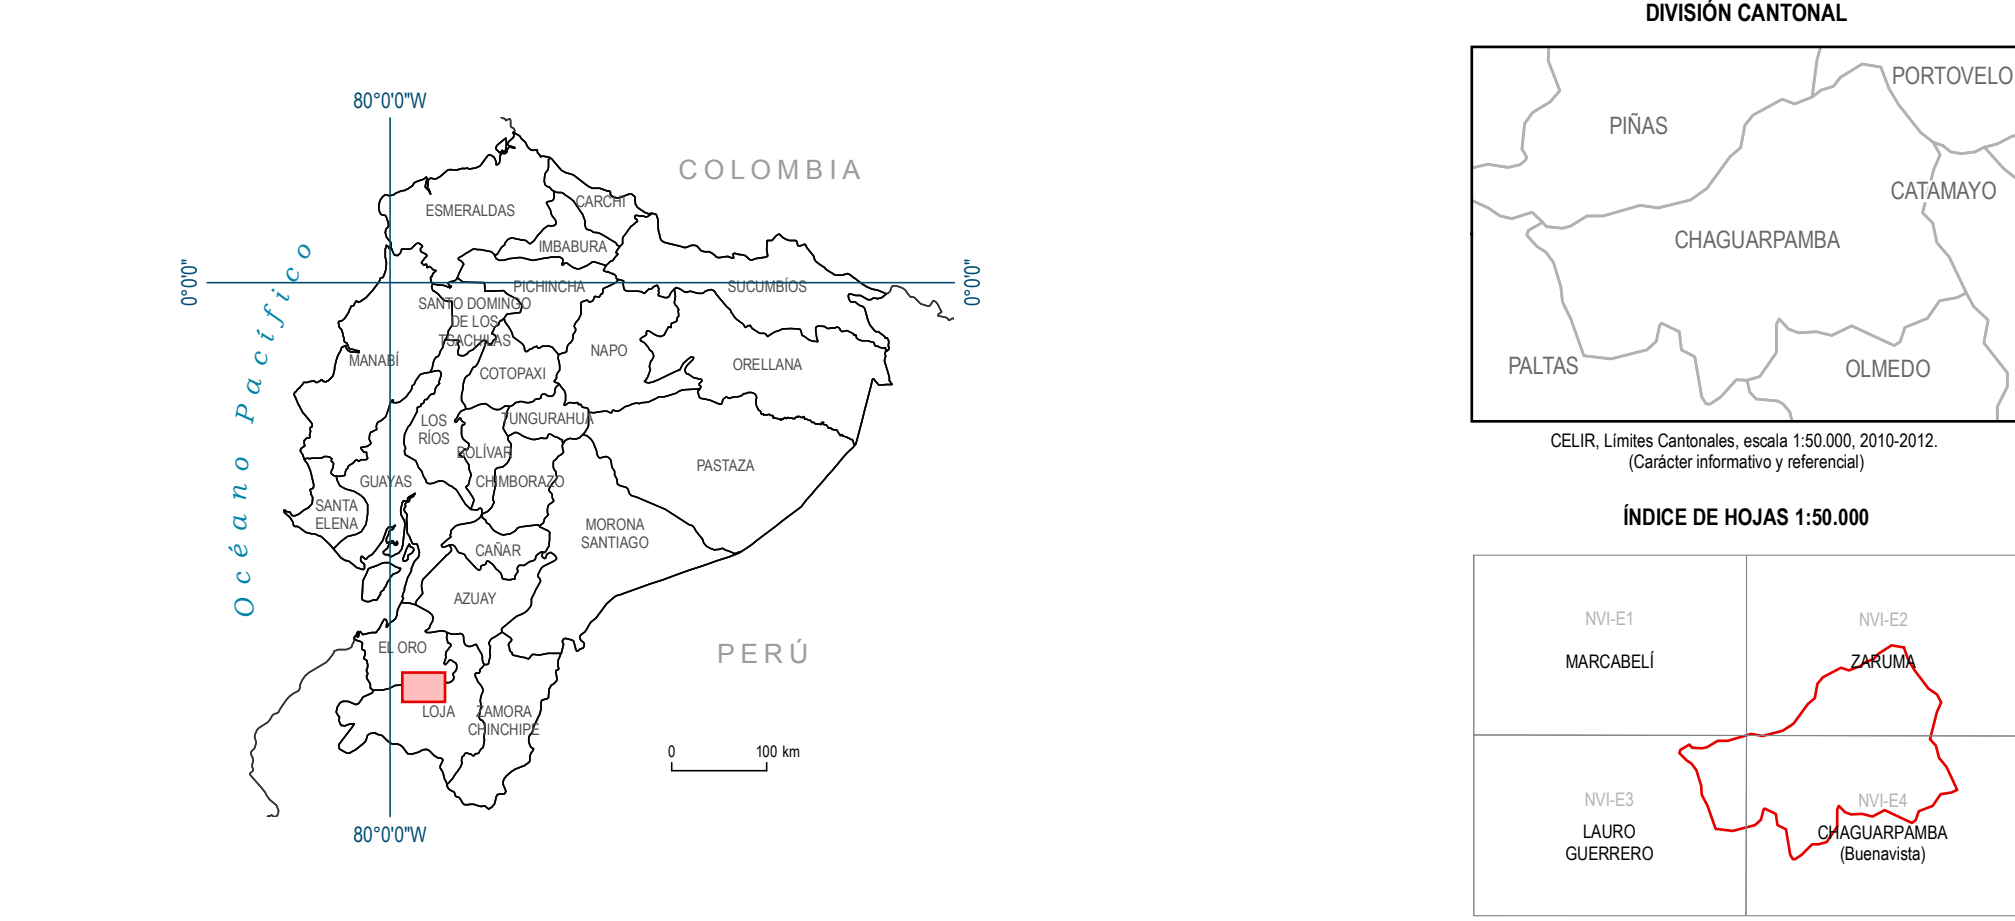 80°0'0"W
COLOMBIA
ESMERALDAS
CARCHI
IMBABURA
0°0'0"
0°0'0"
PICHINCHA
SUCUMBÍOS
SANTO DOMINGO
DE LOS
TSACHILAS
Océano Pacífico
MANABÍ
NAPO
ORELLANA
COTOPAXI
LOS
RÍOS
TUNGURAHUA
BOLÍVAR
PASTAZA
GUAYAS
CHIMBORAZO
SANTA
ELENA
MORONA
SANTIAGO
CAÑAR
AZUAY
EL ORO
PERÚ
LOJA
ZAMORA
CHINCHIPE
0 100 km
80°0'0"W
DIVISIÓN CANTONAL
PORTOVELO
PIÑAS
CATAMAYO
CHAGUARPAMBA
PALTAS
OLMEDO
CELIR, Límites Cantonales, escala 1:50.000, 2010-2012.
(Carácter informativo y referencial)
ÍNDICE DE HOJAS 1:50.000
NVI-E1
MARCABELÍ
NVI-E2
ZARUMA
NVI-E3
LAURO
GUERRERO
NVI-E4
CHAGUARPAMBA
(Buenavista)